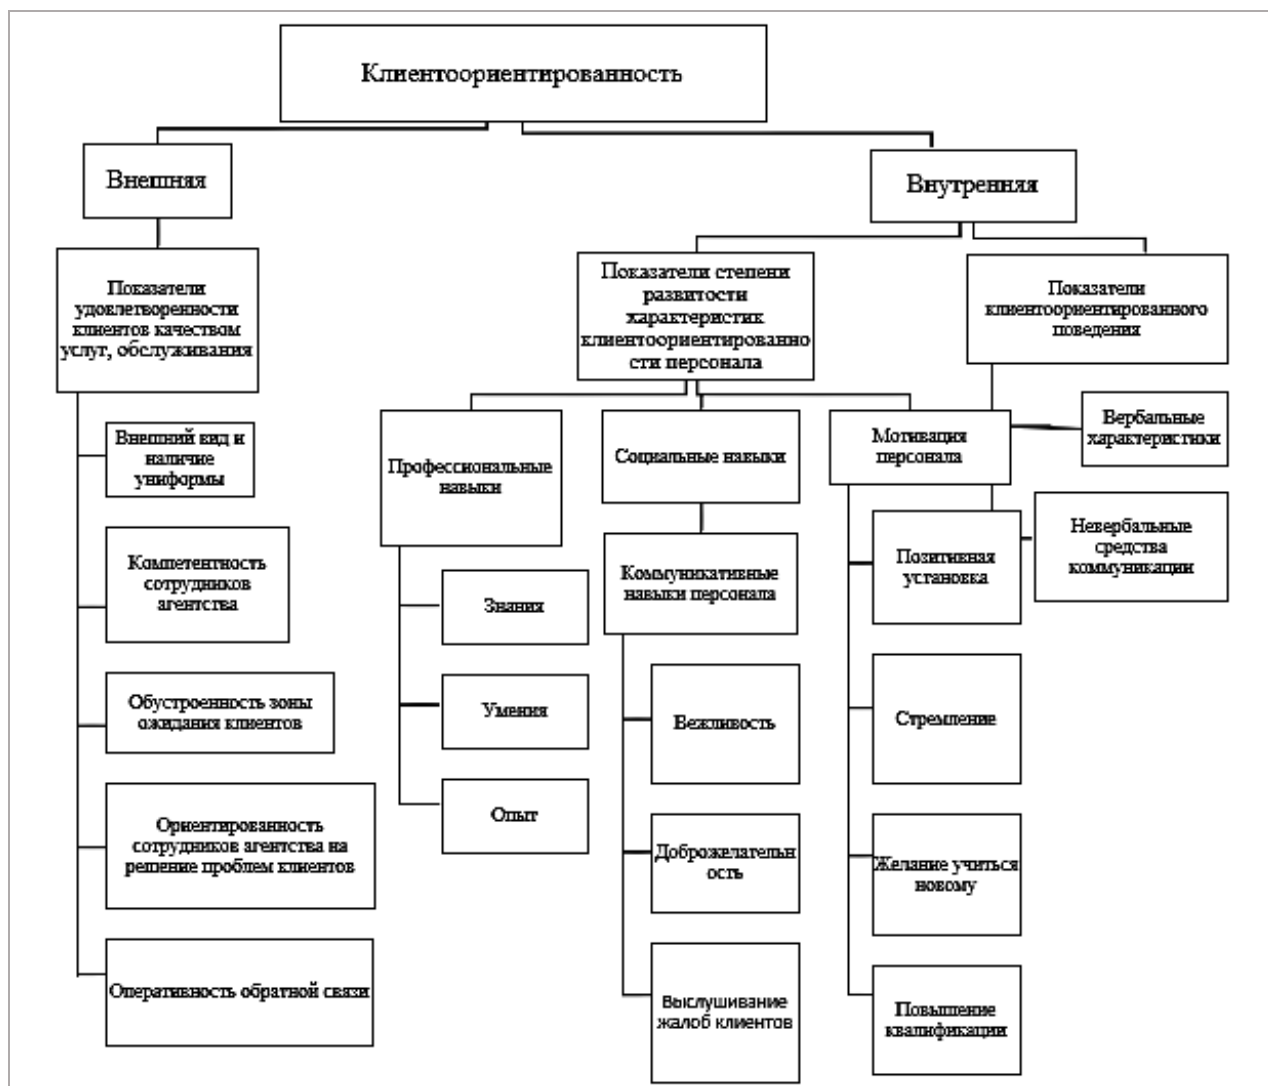 Клиентоориентированность
Внешняя
Внутренняя
Показатели
удовлетворенности
клиентов качеством
услуг, обслуживания
Показатели степени
развитости
характеристик
клиентоориентированно
сти персонала
Показатели
клиентоориентированного
поведения
Внешний вид и
наличие
униформы
Компетентность
сотрудников
агентства
Обустроенность зоны
ожидания клиентов
Ориентированность
сотрудников агентства на
решение проблем клиентов
Оперативность обратной связи
Профессиональные
навыки
Знания
Умения
Опыт
Социальные навыки
Коммуникативные
навыки персонала
Вежливость
Доброжелательн
ость
Выслушивание
жалоб клиентов
Мотивация
персонала
Позитивная
установка
Стремление
Желание учиться
новому
Повышение
квалификации
Вербальные
характеристики
Невербальные
средства
коммуникации